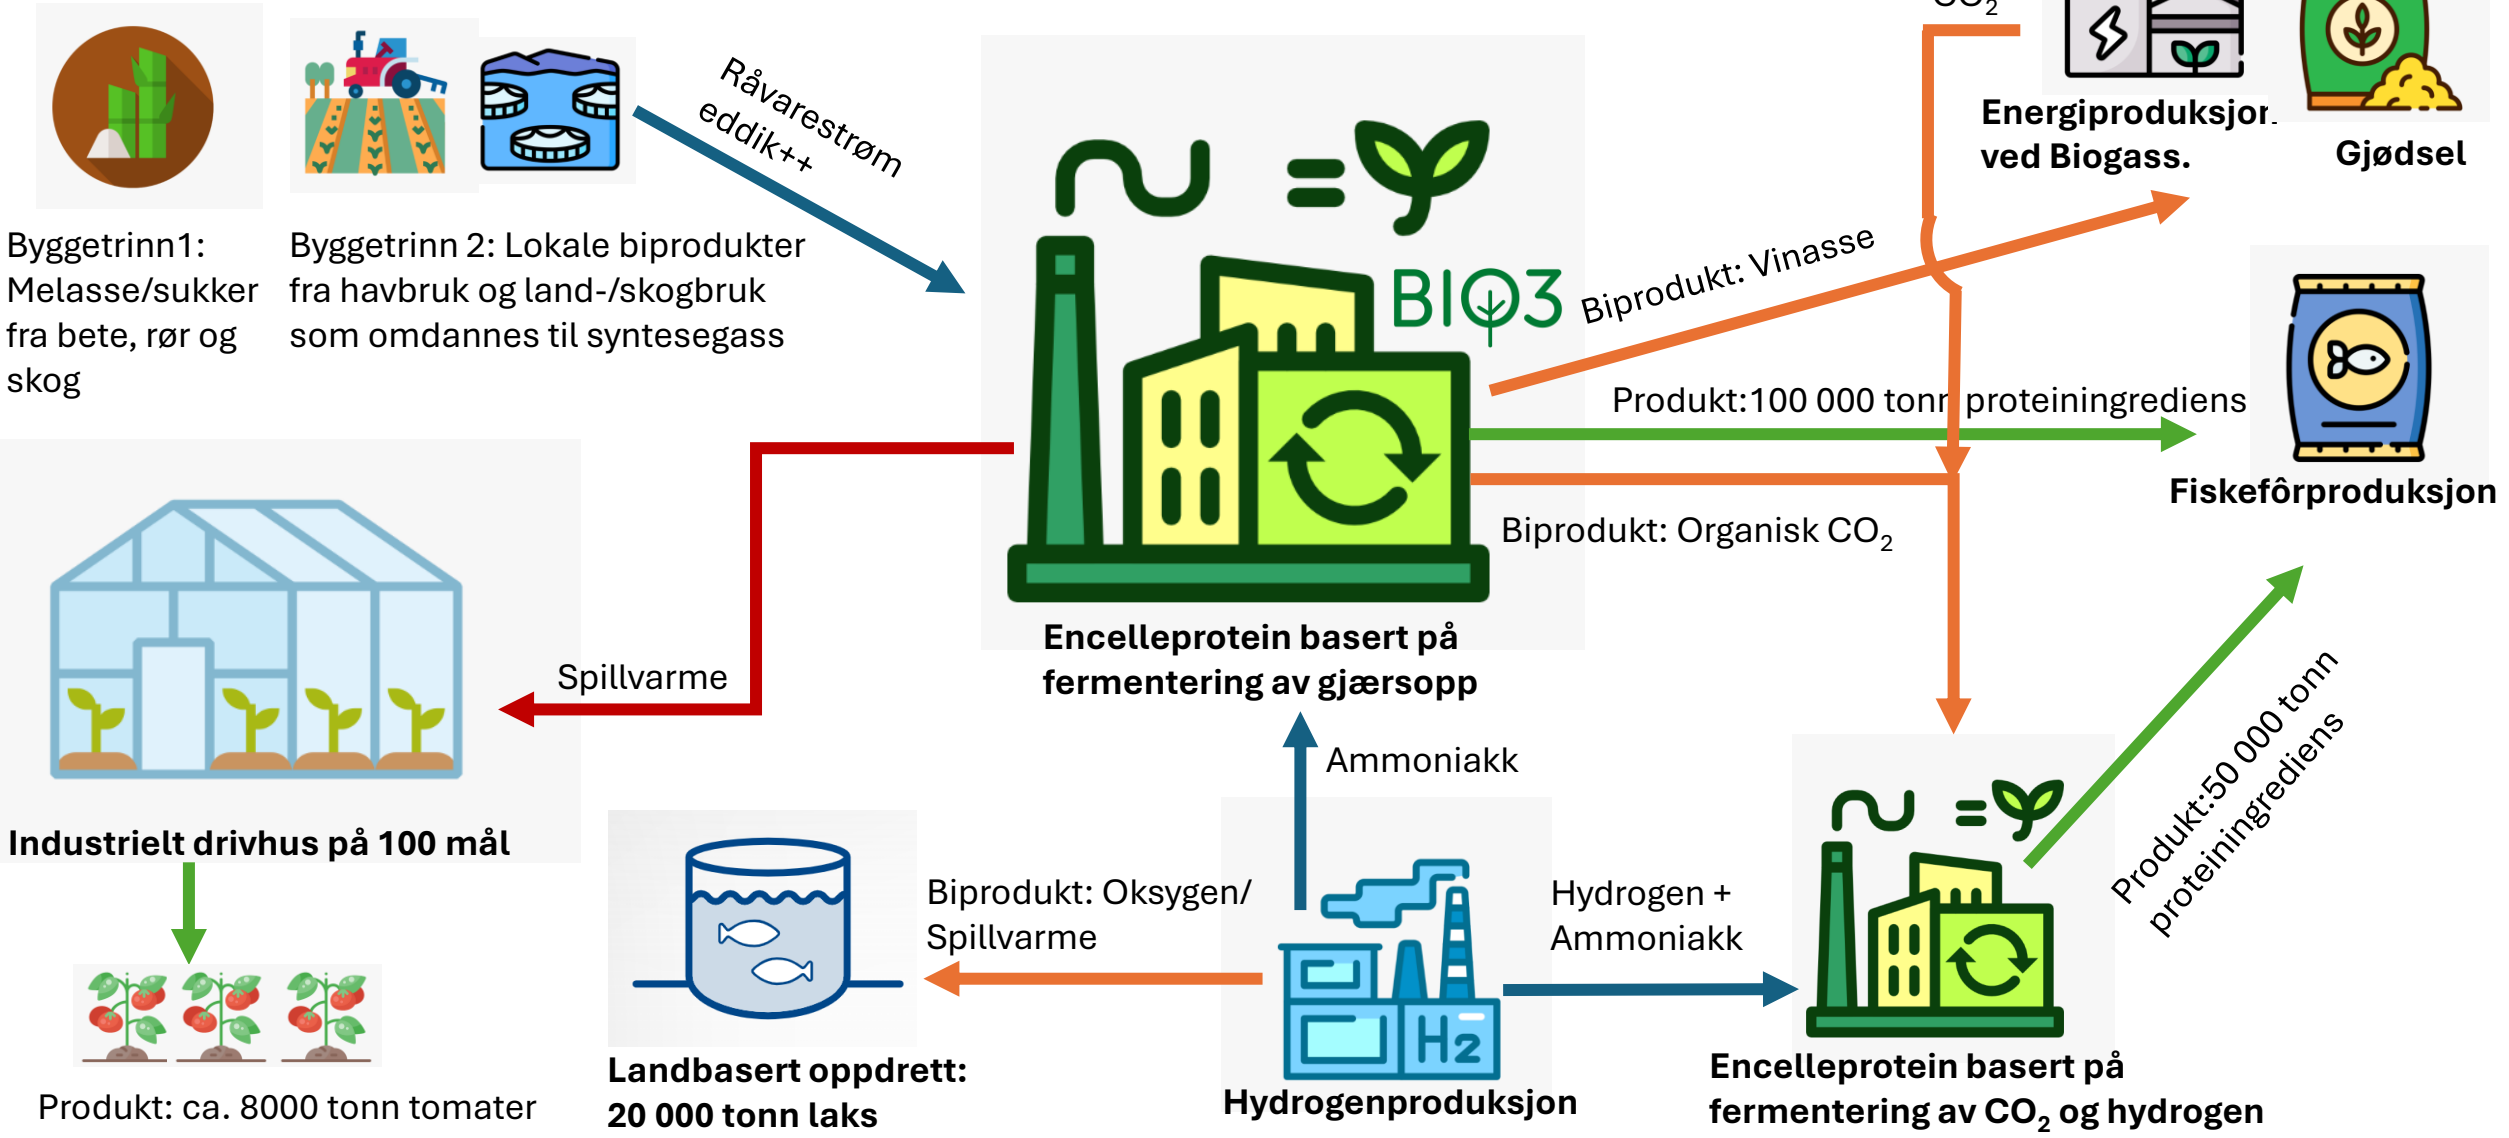 CO₂
Råvarestrøm
eddik++
Energiproduksjon
ved Biogass.
Gjødsel
Byggetrinn1:
Melasse/sukker
fra bete, rør og
skog
Byggetrinn 2: Lokale biprodukter
fra havbruk og land-/skogbruk
som omdannes til syntesegass
BIO3
Biprodukt: Vinasse
Produkt:100 000 tonn proteiningrediens
Fiskefôrproduksjon
Biprodukt: Organisk CO₂
Encelleprotein basert på
fermentering av gjærsopp
Spillvarme
Ammoniakk
Produkt:50 000 tonn
proteiningrediens
Industrielt drivhus på 100 mål
Biprodukt: Oksygen/
Spillvarme
Hydrogen +
Ammoniakk
H2
Landbasert oppdrett:
20 000 tonn laks
Hydrogenproduksjon
Encelleprotein basert på
fermentering av CO₂ og hydrogen
Produkt: ca. 8000 tonn tomater